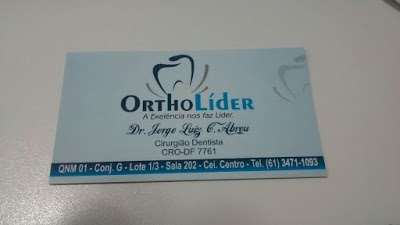 ORTHOLÍDER
A Exelência nos faz Líder.
Dr. Jorge Luiz C. Abreu
Cirurgião Dentista
CRO-DF 7761
QNM 01 - Conj. G - Lote 1/3 - Sala 202 - Cei. Centro - Tel. (61) 3471-1093